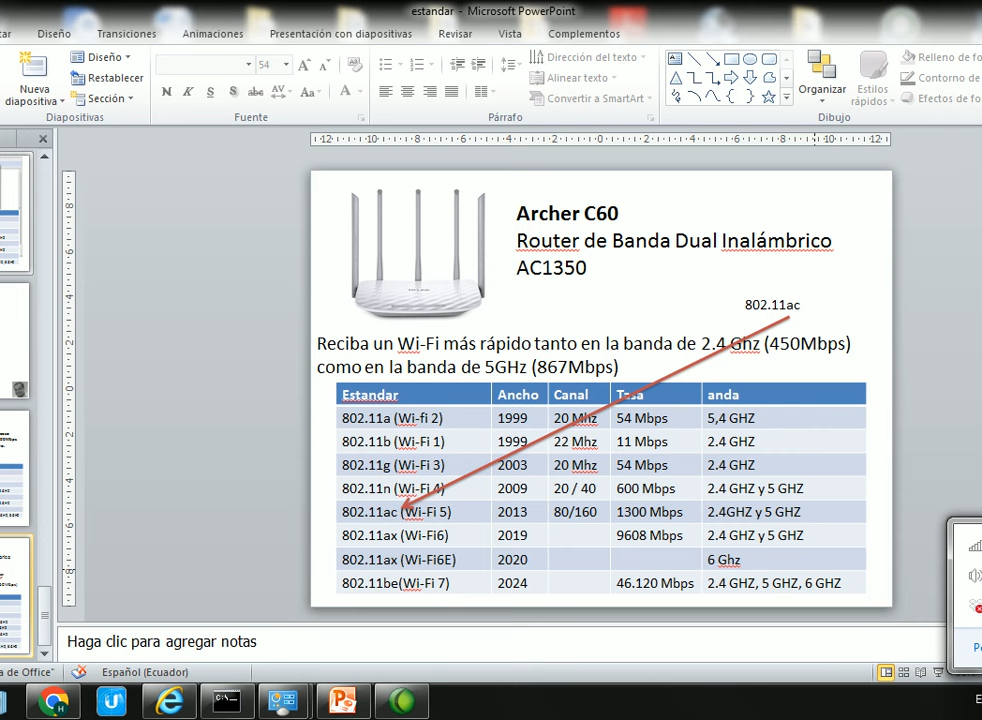 estandar - Microsoft PowerPoint
Diseño Transiciones Animaciones Presentación con diapositivas Revisar Vista Complementos
Nueva diapositiva
Diseño
Restablecer
Sección
Diapositivas
54
N K S S abc AV Aa A
Fuente
Dirección del texto
Alinear texto
Convertir a SmartArt
Párrafo
Organizar
Estilos rápidos
Relleno de fo
Contorno de
Efectos de fo
Dibujo
Archer C60
Router de Banda Dual Inalámbrico
AC1350
802.11ac
Reciba un Wi-Fi más rápido tanto en la banda de 2.4 Ghz (450Mbps)
como en la banda de 5GHz (867Mbps)
Estandar Ancho Canal Tasa anda
802.11a (Wi-fi 2) 1999 20 Mhz 54 Mbps 5,4 GHZ
802.11b (Wi-Fi 1) 1999 22 Mhz 11 Mbps 2.4 GHZ
802.11g (Wi-Fi 3) 2003 20 Mhz 54 Mbps 2.4 GHZ
802.11n (Wi-Fi 4) 2009 20 / 40 600 Mbps 2.4 GHZ y 5 GHZ
802.11ac (Wi-Fi 5) 2013 80/160 1300 Mbps 2.4GHZ y 5 GHZ
802.11ax (Wi-Fi6) 2019 9608 Mbps 2.4 GHZ y 5 GHZ
802.11ax (Wi-Fi6E) 2020 6 Ghz
802.11be(Wi-Fi 7) 2024 46.120 Mbps 2.4 GHZ, 5 GHZ, 6 GHZ
Haga clic para agregar notas
a de Office" Español (Ecuador)